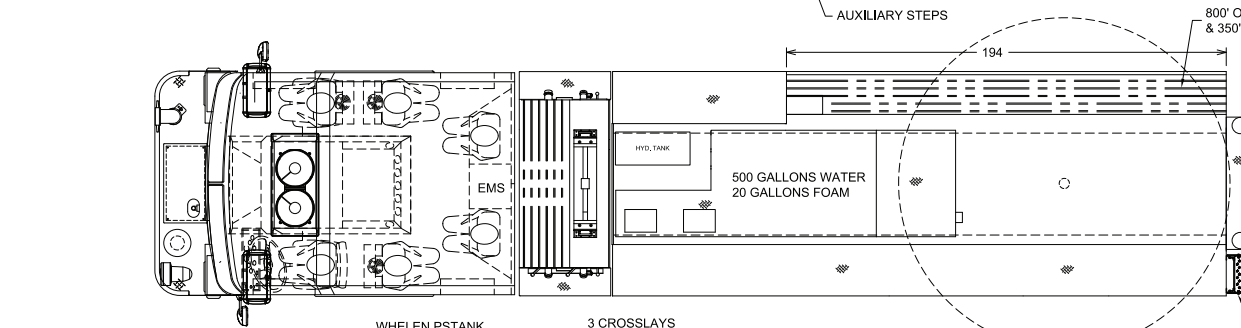 AUXILIARY STEPS
800' O
& 350'
194
HYD. TANK
EMS
500 GALLONS WATER
20 GALLONS FOAM
WHELEN PSTANK
3 CROSSLAYS